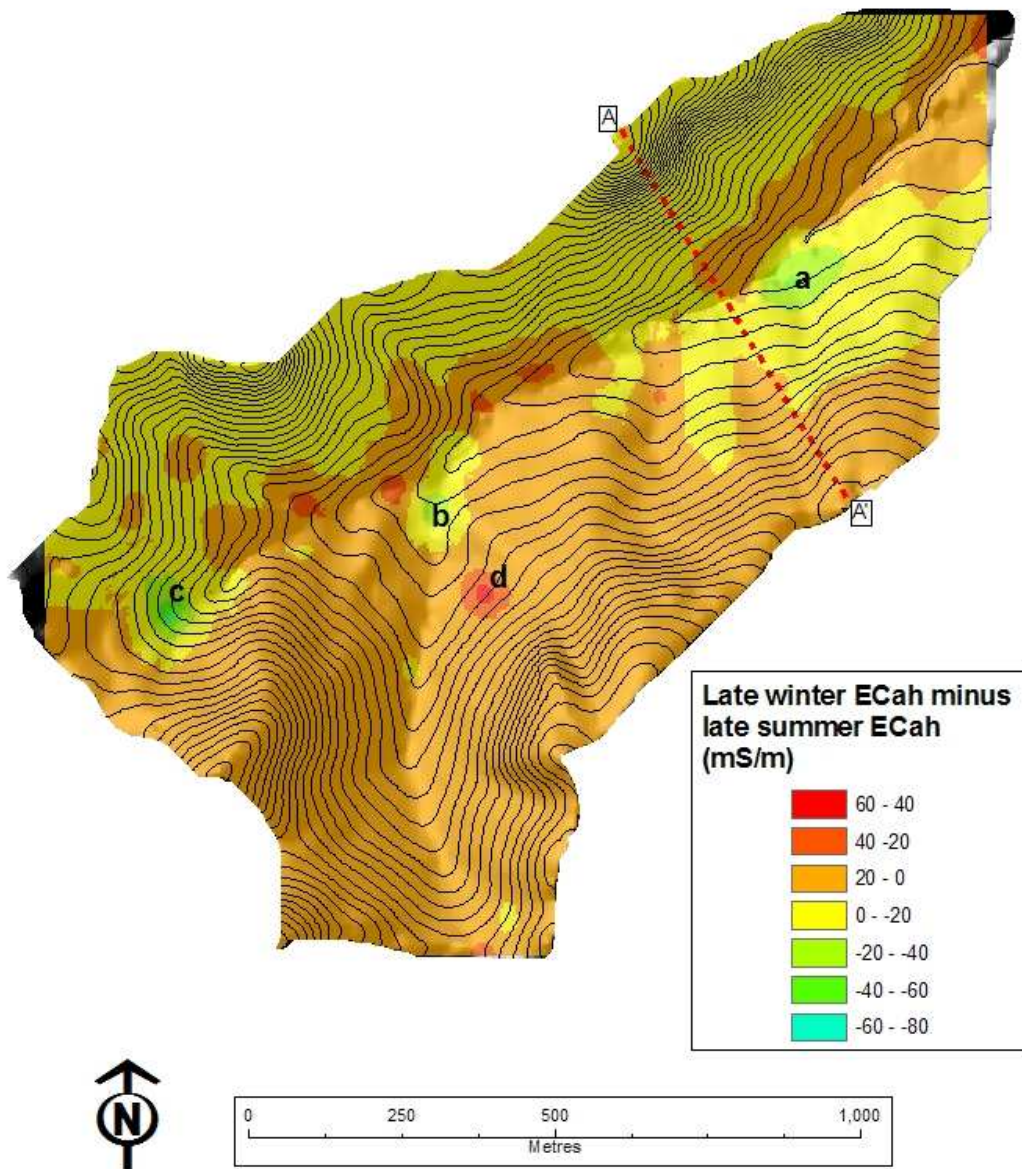 A
a
b
c
d
A'
Late winter ECah minus
late summer ECah
(mS/m)
60 - 40
40 -20
20 - 0
0 - -20
-20 - -40
-40 - -60
-60 - -80
N
0 250 500 1,000
Metres